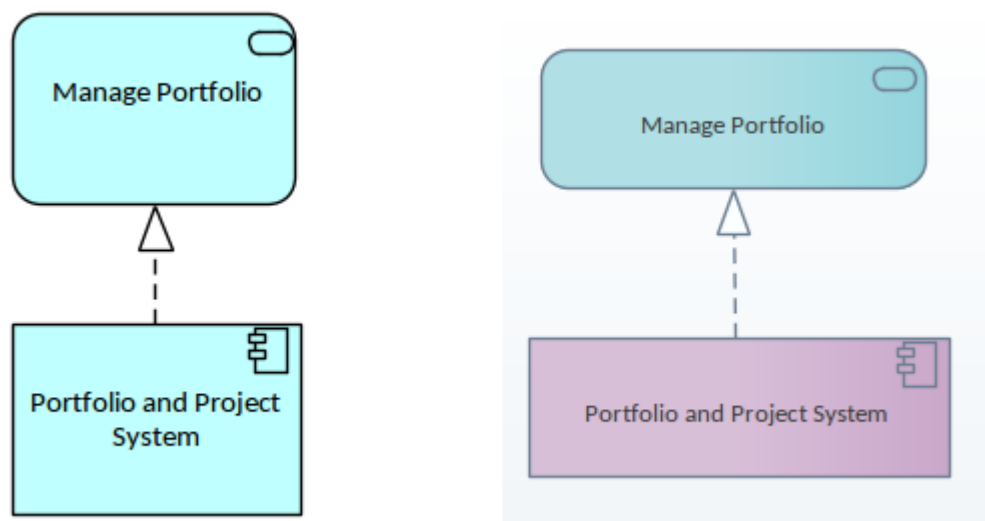 Manage Portfolio
Portfolio and Project
System
Manage Portfolio
Portfolio and Project System